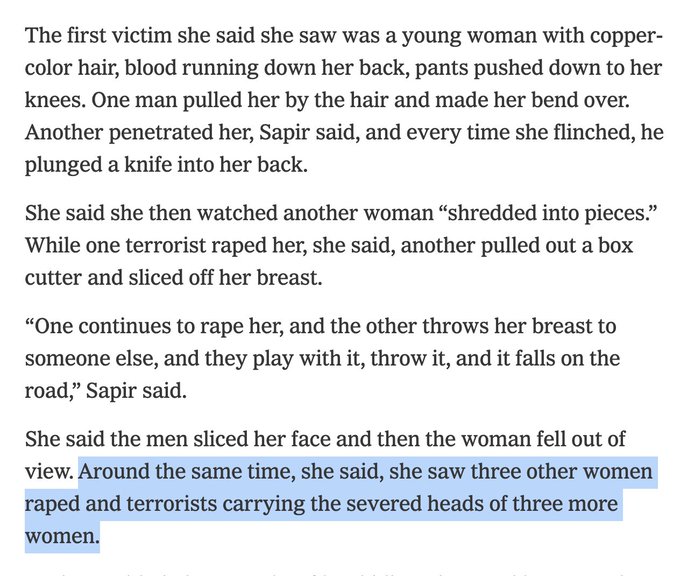 The first victim she said she saw was a young woman with copper-
color hair, blood running down her back, pants pushed down to her
knees. One man pulled her by the hair and made her bend over.
Another penetrated her, Sapir said, and every time she flinched, he
plunged a knife into her back.
She said she then watched another woman “shredded into pieces.”
While one terrorist raped her, she said, another pulled out a box
cutter and sliced off her breast.
“One continues to rape her, and the other throws her breast to
someone else, and they play with it, throw it, and it falls on the
road,” Sapir said.
She said the men sliced her face and then the woman fell out of
view. Around the same time, she said, she saw three other women
raped and terrorists carrying the severed heads of three more
women.